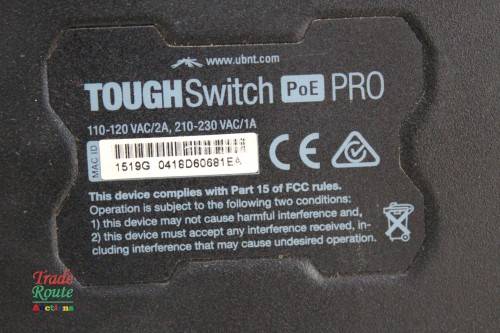 www.ubnt.com
TOUGHSwitch PoE PRO
110-120 VAC/2A, 210-230 VAC/1A
MAC ID
1519G 0418D60681EA
CE
This device complies with Part 15 of FCC rules.
Operation is subject to the following two conditions:
1) this device may not cause harmful interference and,
2) this device must accept any interference received, in-
cluding interference that may cause undesired operation.
Trade
Route
Auctions